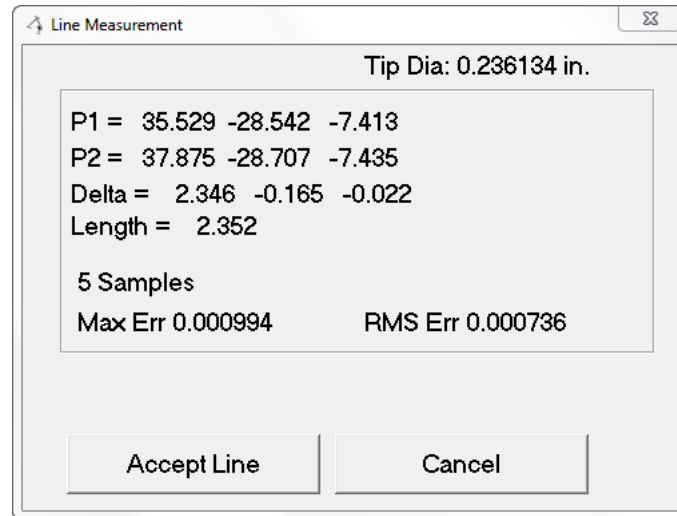 Line Measurement
Tip Dia: 0.236134 in.
P1 = 35.529 -28.542 -7.413
P2 = 37.875 -28.707 -7.435
Delta = 2.346 -0.165 -0.022
Length = 2.352
5 Samples
Max Err 0.000994 RMS Err 0.000736
Accept Line Cancel